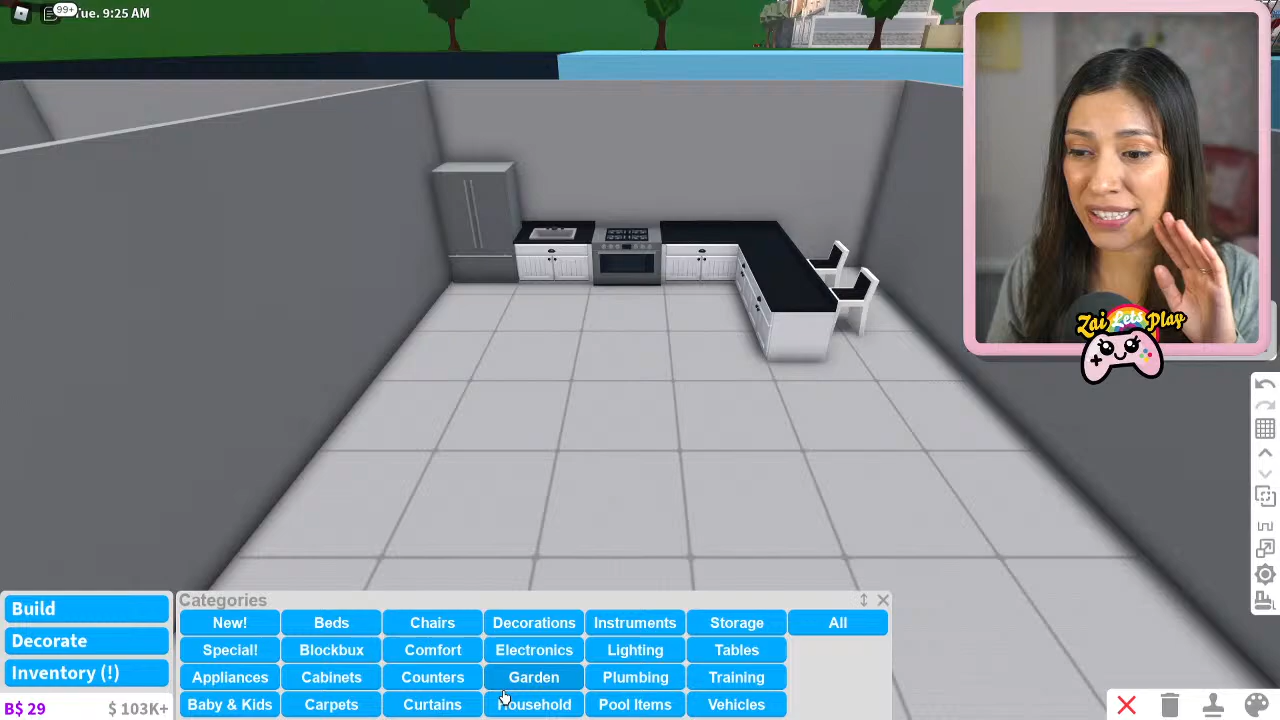 99+
Tue. 9:25 AM
Zai Lets Play
Categories
New! Beds Chairs Decorations Instruments Storage All
Special! Blockbux Comfort Electronics Lighting Tables
Appliances Cabinets Counters Garden Plumbing Training
Baby & Kids Carpets Curtains Household Pool Items Vehicles
Build
Decorate
Inventory (!)
B$ 29 $ 103K+